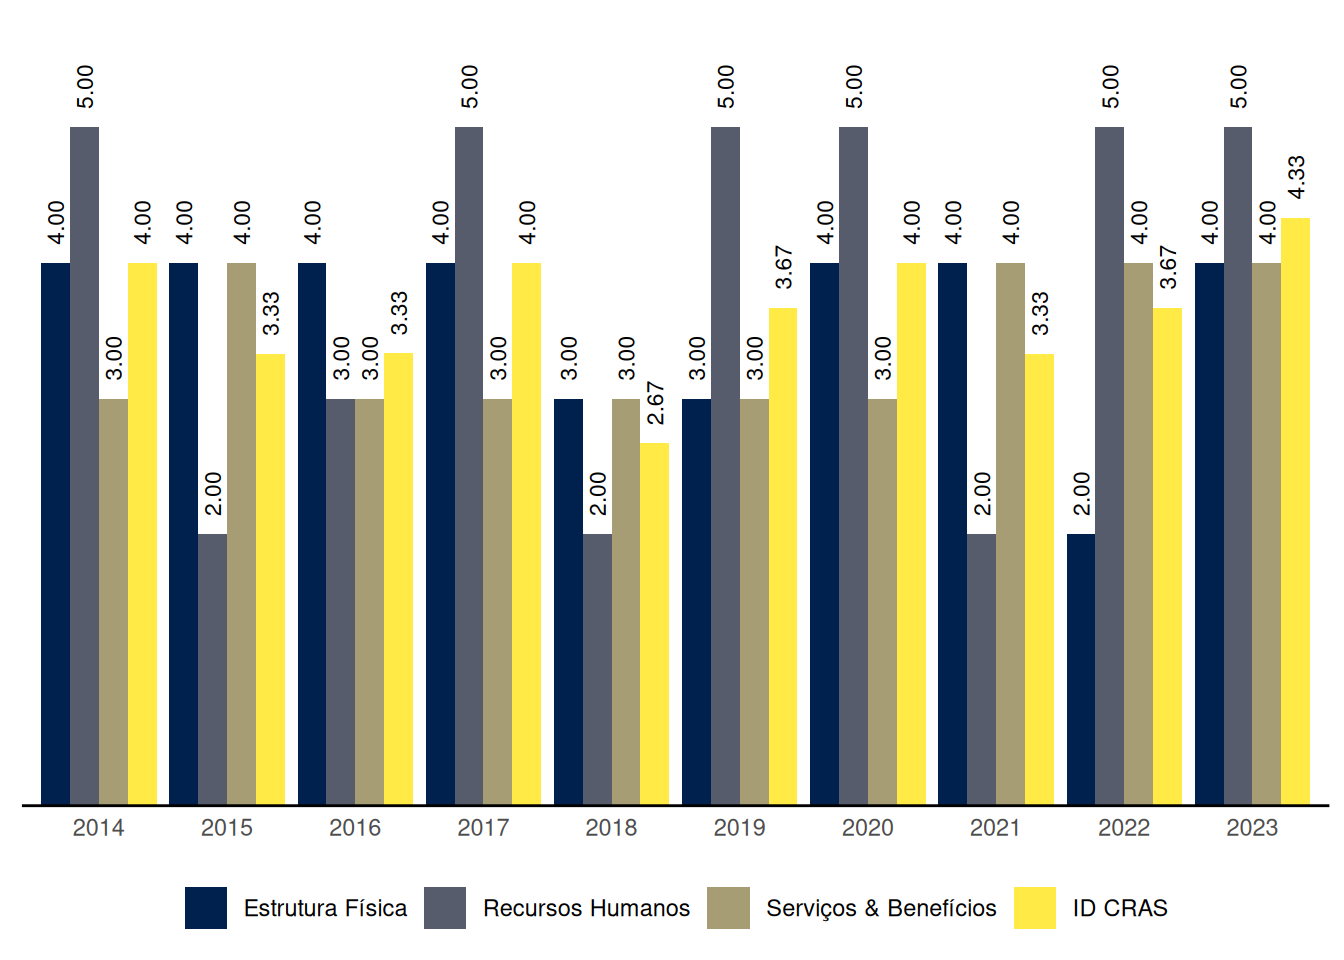 4.00 5.00 3.00 4.00 4.00 2.00 4.00 3.33 4.00 3.00 3.00 3.33 4.00 5.00 3.00 4.00 3.00 2.00 3.00 2.67 3.00 5.00 3.00 3.67 4.00 5.00 3.00 4.00 4.00 2.00 4.00 3.33 2.00 5.00 4.00 3.67 4.00 5.00 4.00 4.33
2014 2015 2016 2017 2018 2019 2020 2021 2022 2023
Estrutura Física Recursos Humanos Serviços & Benefícios ID CRAS